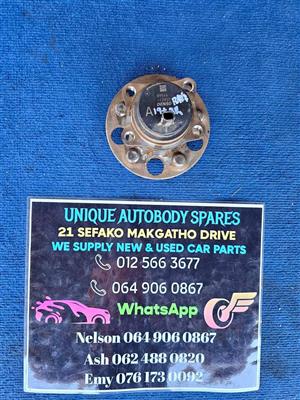 DENSO
UNIQUE AUTOBODY SPARES
21 SEFAKO MAKGATHO DRIVE
WE SUPPLY NEW & USED CAR PARTS
012 566 3677
064 906 0867
WhatsApp
Nelson 064 906 0867
Ash 062 488 0820
Emy 076 173 0092